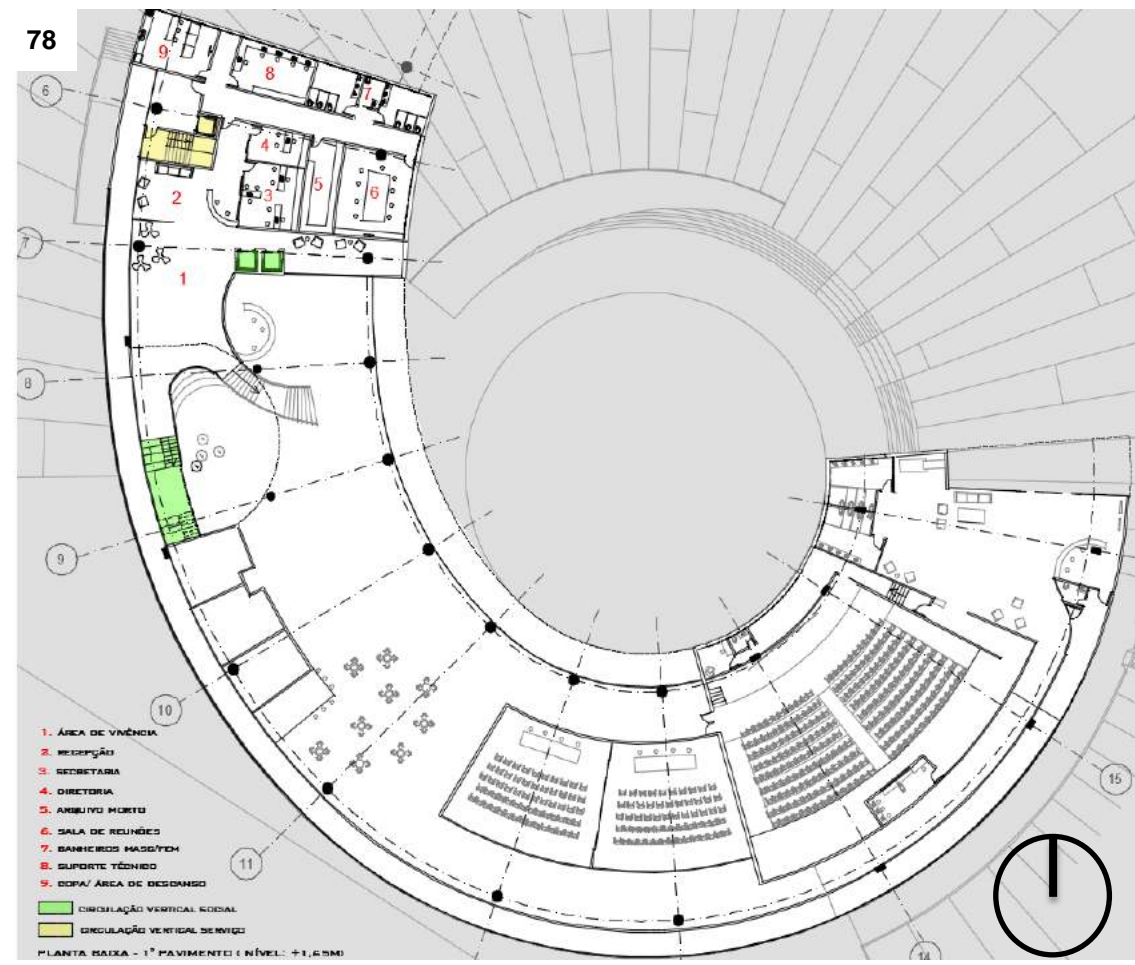 78
9
8
7
6
4
3
5
6
2
7
1
8
9
10
11
14
15
1. ÁREA DE VIVÊNCIA
2. RECEPÇÃO
3. SECRETARIA
4. DIRETORIA
5. ARQUIVO MORTO
6. SALA DE REUNÕES
7. BANHEIROS MASC/FEM
8. SUPORTE TÉCNICO
9. COPA/ ÁREA DE DESCANSO
CIRCULAÇÃO VERTICAL SOCIAL
CIRCULAÇÃO VERTICAL SERVIÇO
PLANTA BAIXA - 1º PAVIMENTO ( NÍVEL: +1,65M)